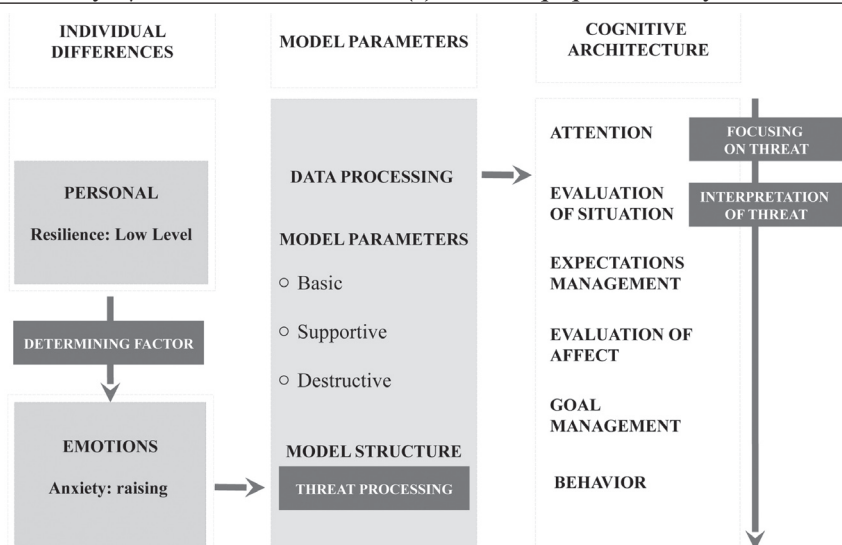 INDIVIDUAL
DIFFERENCES
PERSONAL
Resilience: Low Level
DETERMINING FACTOR
EMOTIONS
Anxiety: raising
MODEL PARAMETERS
DATA PROCESSING
MODEL PARAMETERS
Basic
Supportive
Destructive
MODEL STRUCTURE
THREAT PROCESSING
COGNITIVE
ARCHITECTURE
ATTENTION
FOCUSING
ON THREAT
EVALUATION
OF SITUATION
INTERPRETATION
OF THREAT
EXPECTATIONS
MANAGEMENT
EVALUATION OF
AFFECT
GOAL
MANAGEMENT
BEHAVIOR